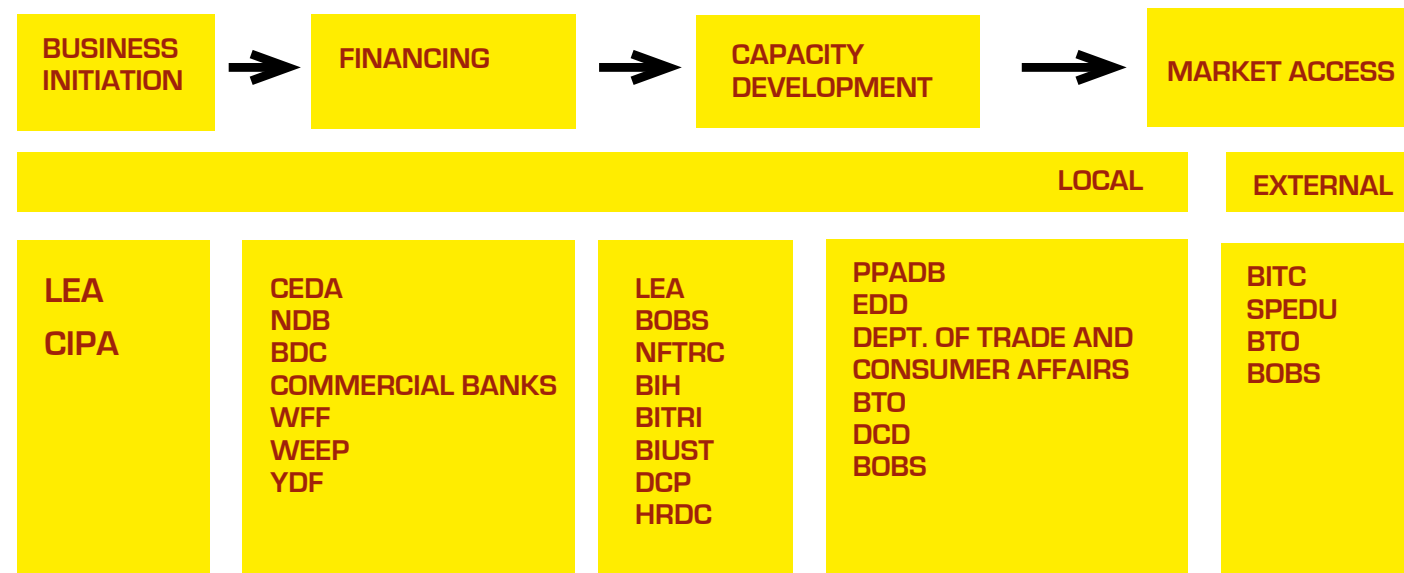 BUSINESS
INITIATION
FINANCING
CAPACITY
DEVELOPMENT
MARKET ACCESS
LOCAL
EXTERNAL
LEA
CIPA
CEDA
NDB
BDC
COMMERCIAL BANKS
WFF
WEEP
YDF
LEA
BOBS
NFTRC
BIH
BITRI
BIUST
DCP
HRDC
PPADB
EDD
DEPT. OF TRADE AND
CONSUMER AFFAIRS
BTO
DCD
BOBS
BITC
SPEDU
BTO
BOBS